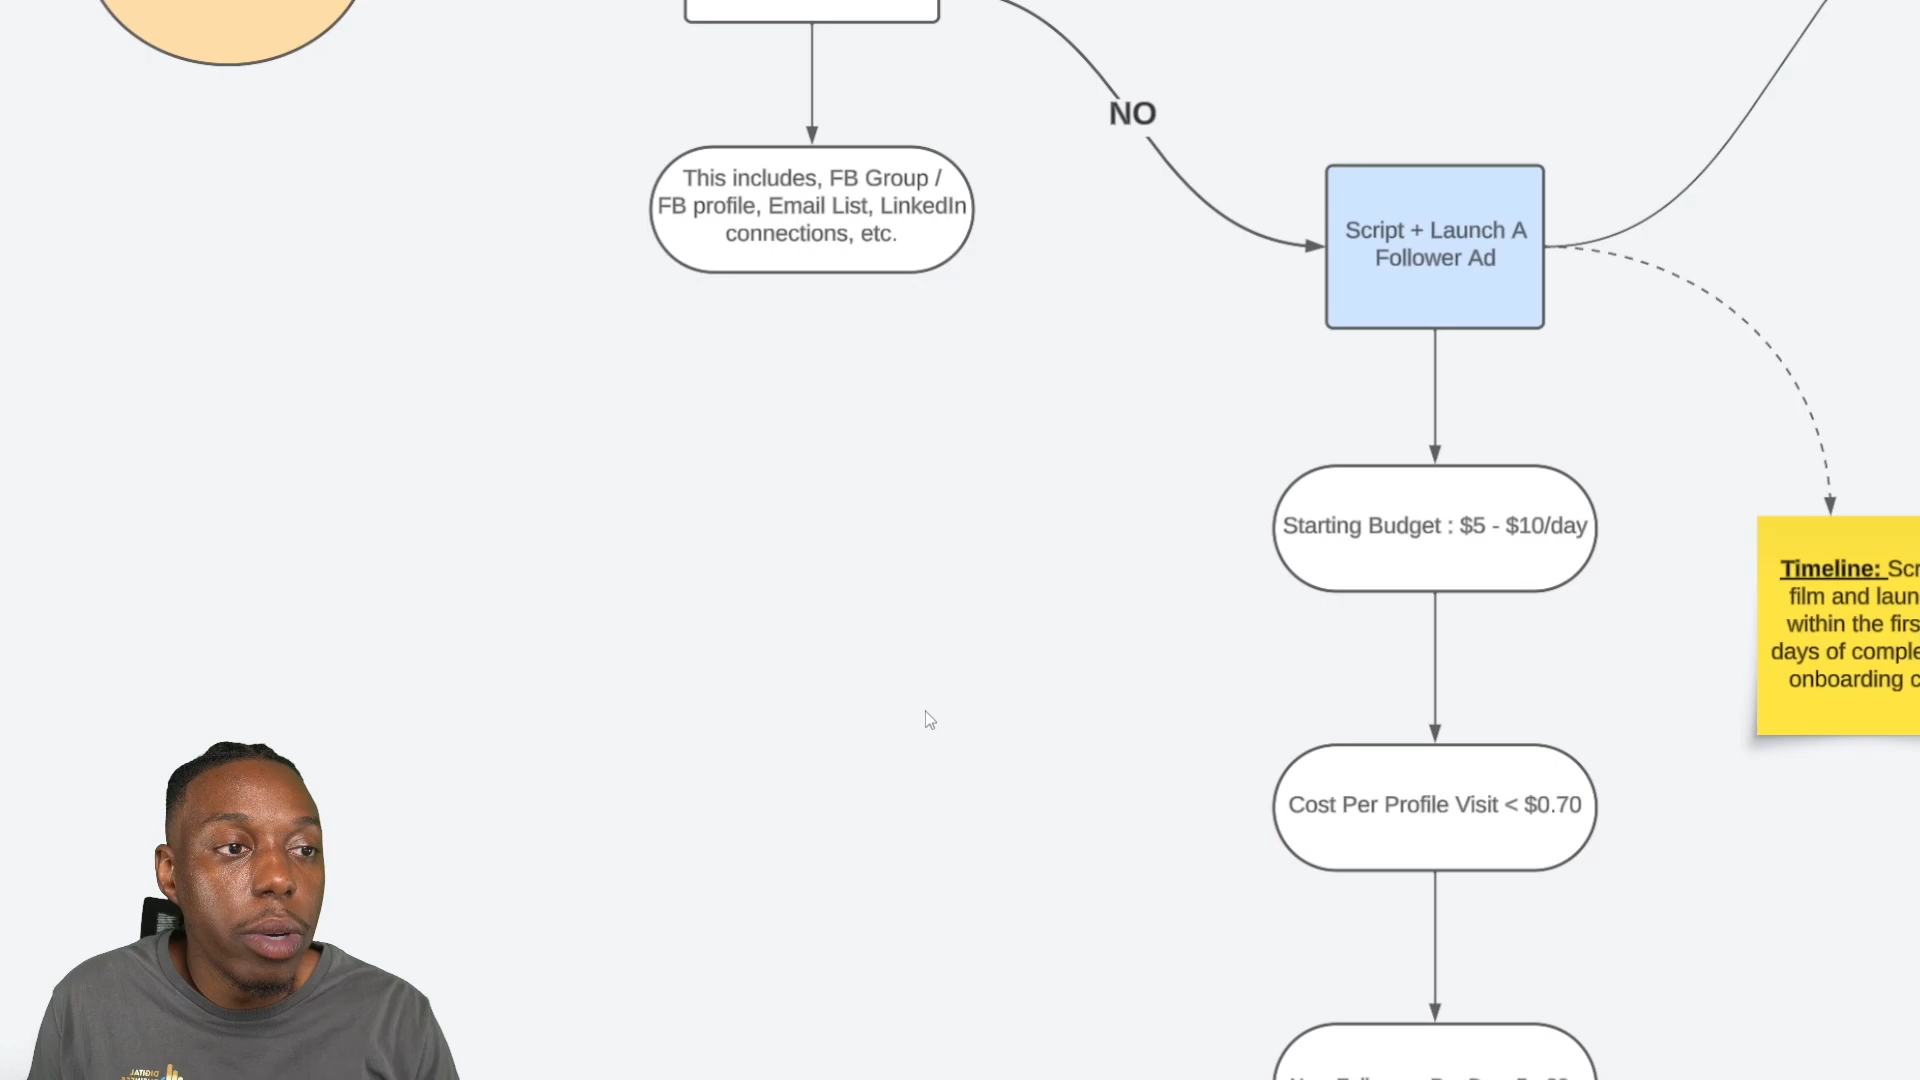 NO
This includes, FB Group /
FB profile, Email List, LinkedIn
connections, etc.
Script + Launch A
Follower Ad
Starting Budget : $5 - $10/day
Timeline: Scr
film and laun
within the firs
days of comple
onboarding c
Cost Per Profile Visit < $0.70
DIGITAL